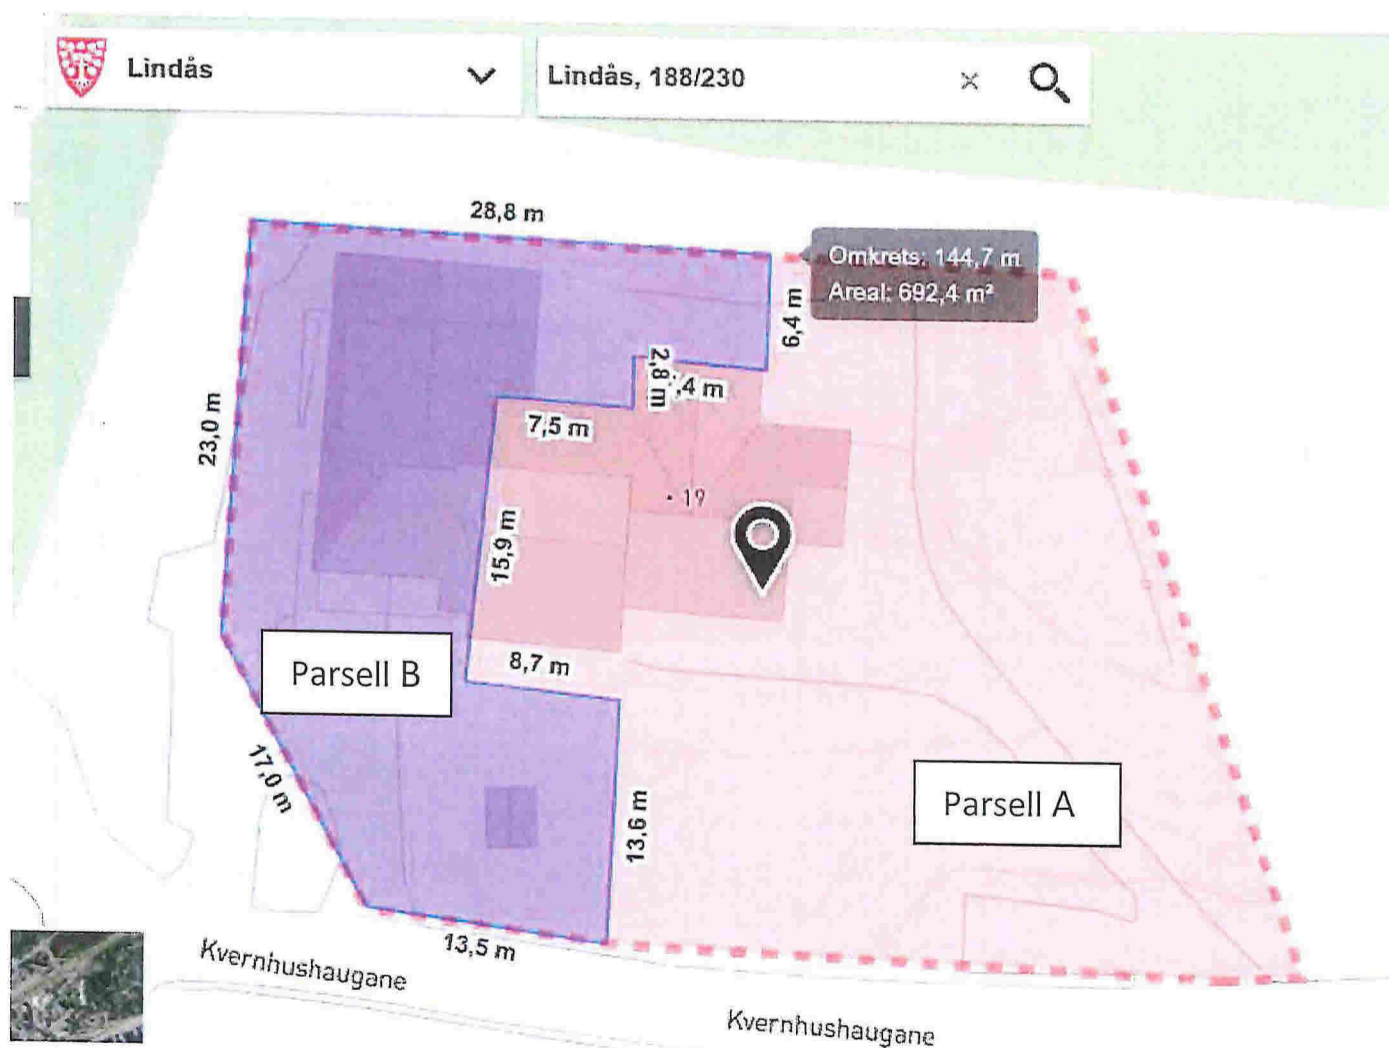 Lindås
Lindås, 188/230
28,8 m
Omkrets: 144,7 m
Areal: 692,4 m²
6,4 m
2,8 m
,4 m
7,5 m
23,0 m
19
15,9 m
8,7 m
Parsell B
17,0 m
Parsell A
13,6 m
13,5 m
Kvernhushaugane
Kvernhushaugane